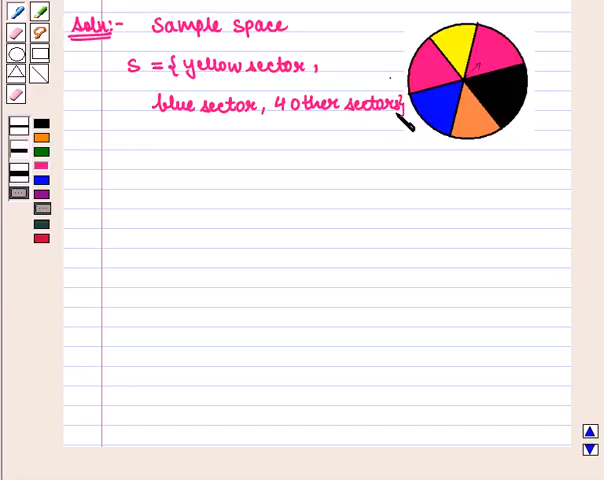 Soln:- Sample space
S = { yellow sector ,
blue sector, 4 other sectors}